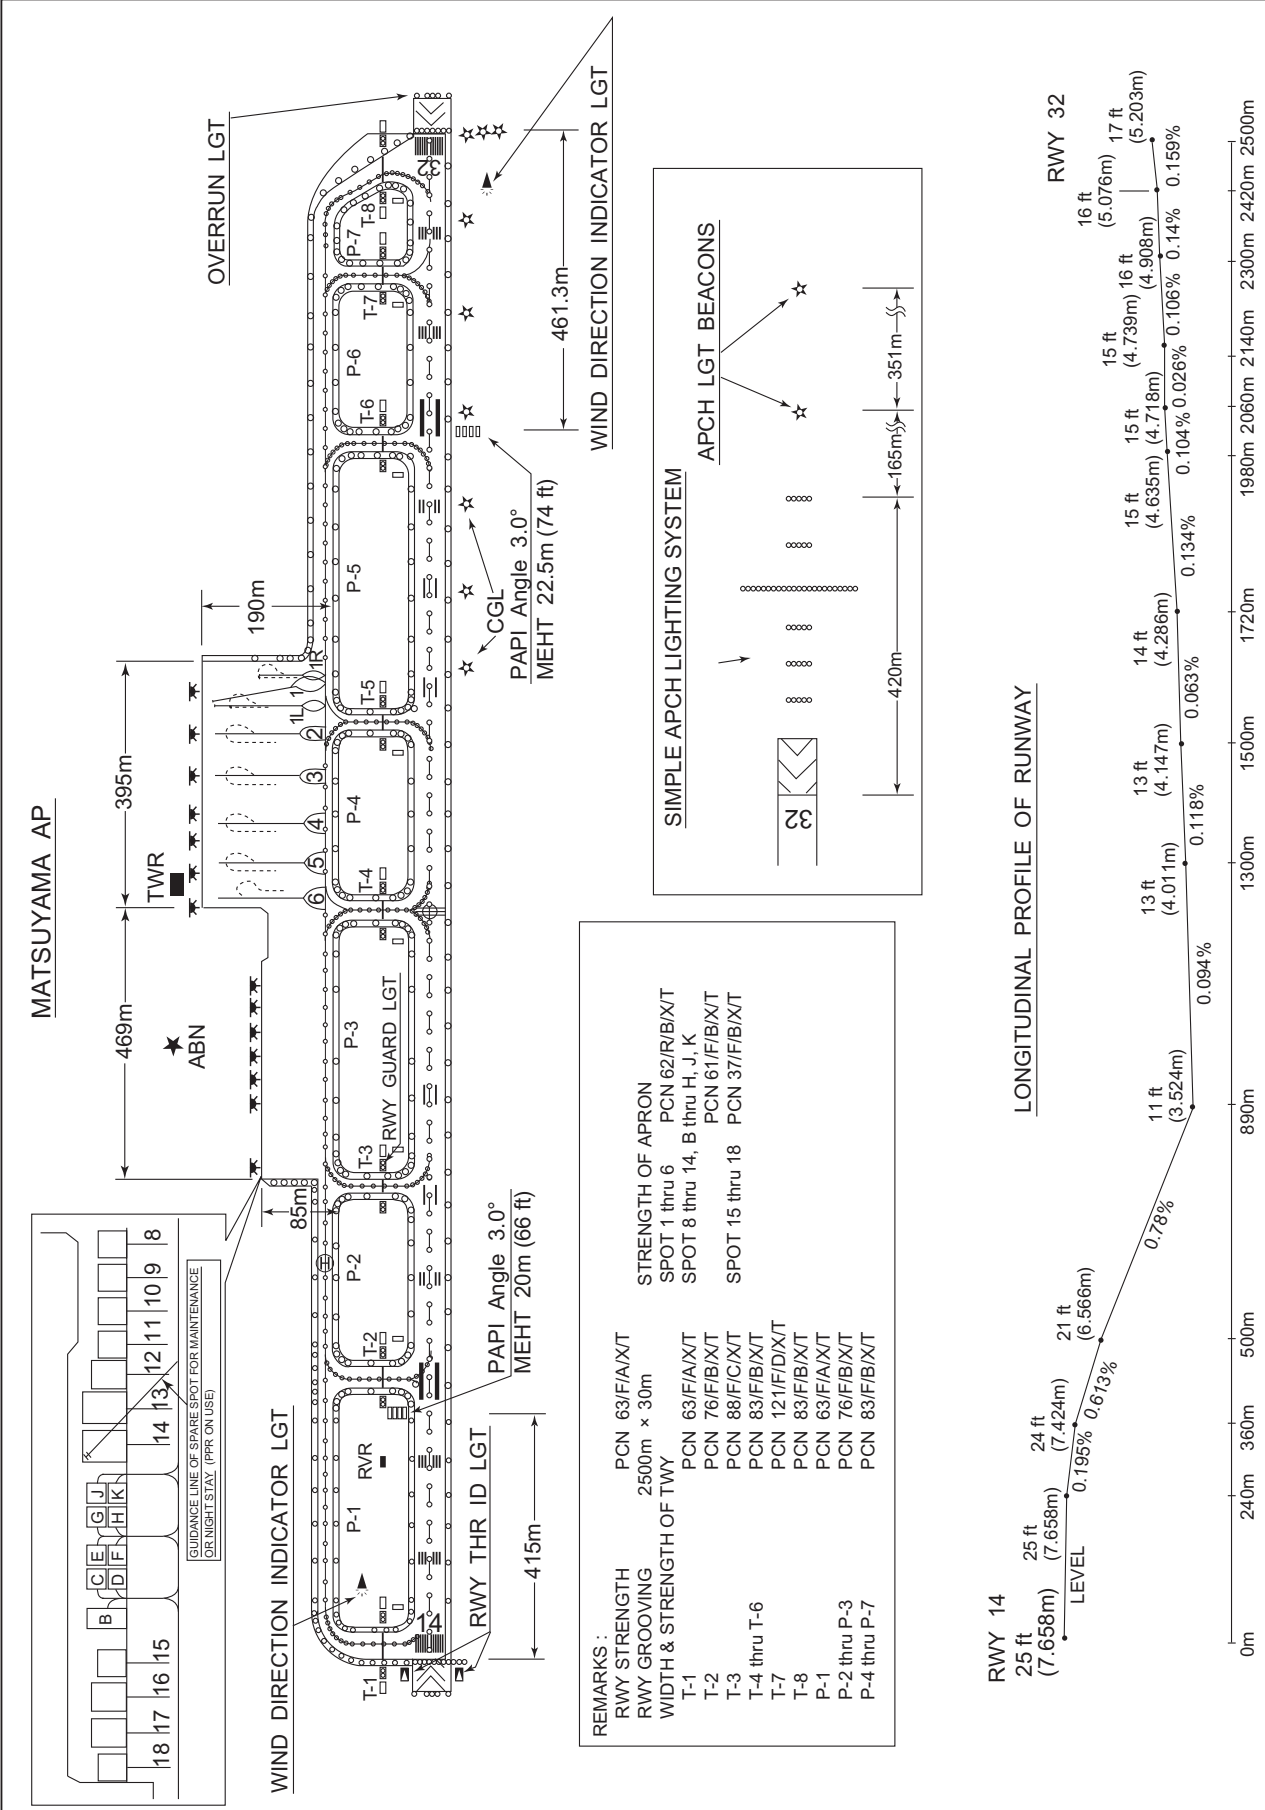 MATSUYAMA AP
469m
395m
TWR
ABN
190m
85m
OVERRUN LGT
18 17 16 15
B
C E G J
D F H K
14 13 12 11 10 9 8
GUIDANCE LINE OF SPARE SPOT FOR MAINTENANCE
OR NIGHT STAY (PPR ON USE)
6 5 4 3 2 1L 1 1R
H
P-1 P-2 P-3 P-4 P-5 P-6 P-7
T-1 T-2 T-3 T-4 T-5 T-6 T-7 T-8
RVR
RWY GUARD LGT
14
32
WIND DIRECTION INDICATOR LGT
RWY THR ID LGT
415m
PAPI Angle 3.0°
MEHT 20m (66 ft)
CGL
PAPI Angle 3.0°
MEHT 22.5m (74 ft)
461.3m
WIND DIRECTION INDICATOR LGT
REMARKS :
RWY STRENGTH PCN 63/F/A/X/T
RWY GROOVING 2500m × 30m
WIDTH & STRENGTH OF TWY
T-1 PCN 63/F/A/X/T
T-2 PCN 76/F/B/X/T
T-3 PCN 88/F/C/X/T
T-4 thru T-6 PCN 83/F/B/X/T
T-7 PCN 121/F/D/X/T
T-8 PCN 83/F/B/X/T
P-1 PCN 63/F/A/X/T
P-2 thru P-3 PCN 76/F/B/X/T
P-4 thru P-7 PCN 83/F/B/X/T
STRENGTH OF APRON
SPOT 1 thru 6 PCN 62/R/B/X/T
SPOT 8 thru 14, B thru H, J, K
PCN 61/F/B/X/T
SPOT 15 thru 18 PCN 37/F/B/X/T
SIMPLE APCH LIGHTING SYSTEM
APCH LGT BEACONS
32
420m
165m
351m
LONGITUDINAL PROFILE OF RUNWAY
RWY 14
25 ft
(7.658m)
25 ft
(7.658m)
24 ft
(7.424m)
21 ft
(6.566m)
11 ft
(3.524m)
13 ft
(4.011m)
13 ft
(4.147m)
14 ft
(4.286m)
15 ft
(4.635m)
15 ft
(4.718m)
15 ft
(4.739m)
16 ft
(4.908m)
16 ft
(5.076m)
17 ft
(5.203m)
RWY 32
LEVEL 0.195% 0.613% 0.78% 0.094% 0.118% 0.063% 0.134% 0.104% 0.026% 0.106% 0.14% 0.159%
0m 240m 360m 500m 890m 1300m 1500m 1720m 1980m 2060m 2140m 2300m 2420m 2500m